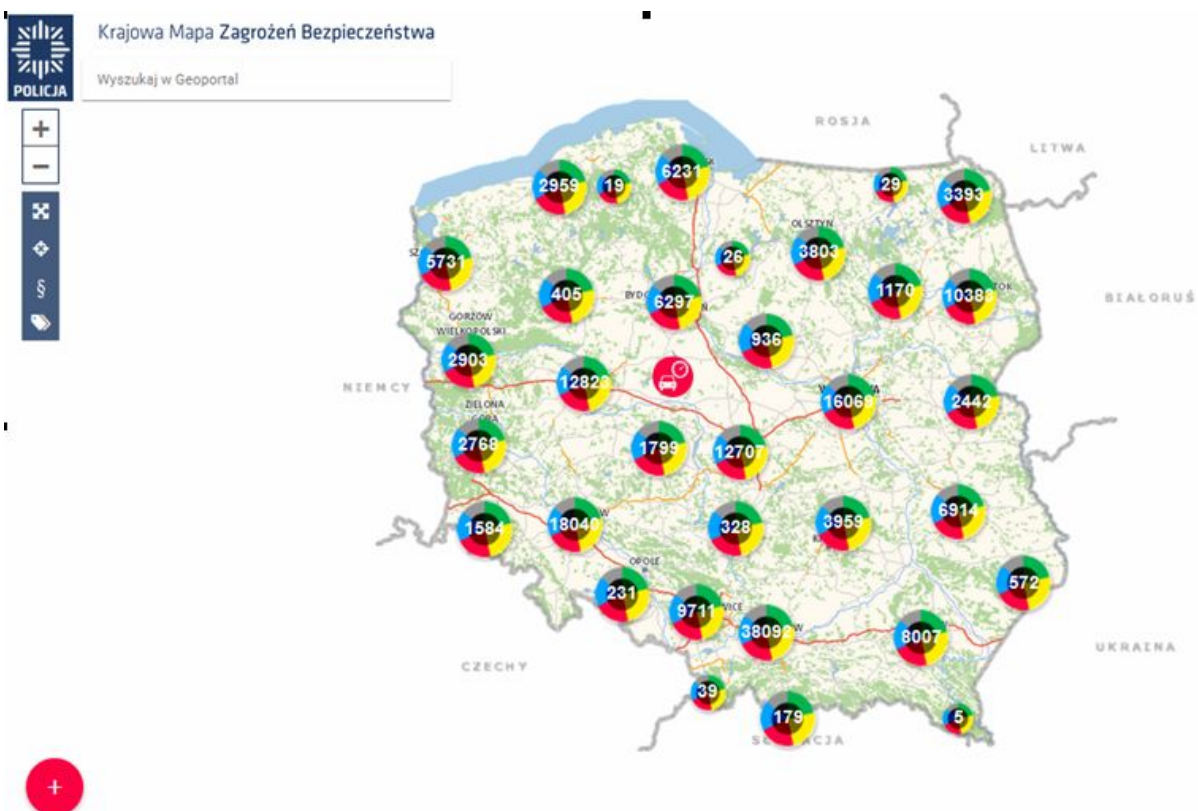 Krajowa Mapa Zagrożeń Bezpieczeństwa
POLICJA
Wyszukaj w Geoportal
+
−
§
ROSJA
LITWA
2959
19
6231
29
3393
OLSZTYN
5731
26
3803
405
6297
1170
10388
BIAŁORUŚ
GORZÓW
WIELKOPOLSKI
936
2903
NIEMCY
12823
16068
2442
ZIELONA
GÓRA
2768
1799
12707
1584
18040
328
3959
6914
OPOLE
231
572
9711
38092
8007
UKRAINA
CZECHY
39
179
5
+